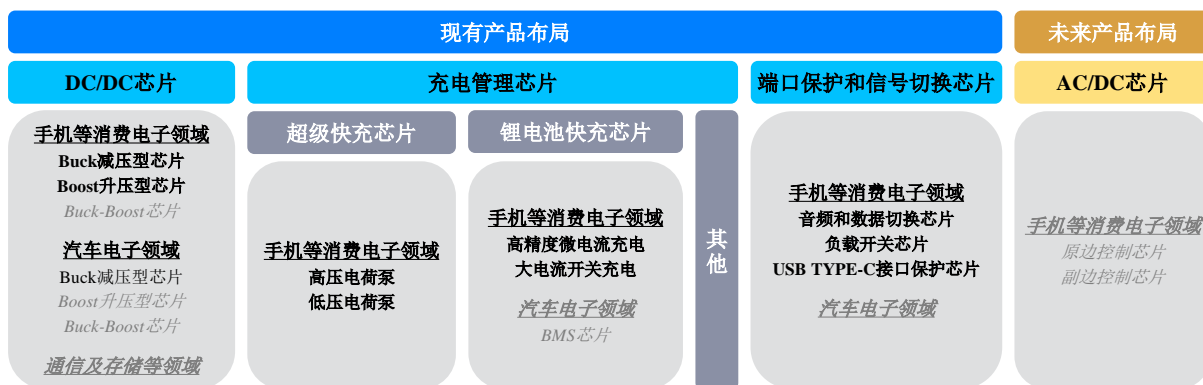 现有产品布局
未来产品布局
DC/DC芯片
充电管理芯片
端口保护和信号切换芯片
AC/DC芯片
手机等消费电子领域
Buck减压型芯片
Boost升压型芯片
Buck-Boost芯片
汽车电子领域
Buck减压型芯片
Boost升压型芯片
Buck-Boost芯片
通信及存储等领域
超级快充芯片
手机等消费电子领域
高压电荷泵
低压电荷泵
锂电池快充芯片
手机等消费电子领域
高精度微电流充电
大电流开关充电
汽车电子领域
BMS芯片
其他
手机等消费电子领域
音频和数据切换芯片
负载开关芯片
USB TYPE-C接口保护芯片
汽车电子领域
手机等消费电子领域
原边控制芯片
副边控制芯片